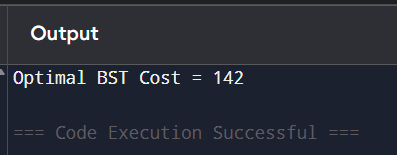 Output
Optimal BST Cost = 142
=== Code Execution Successful ===